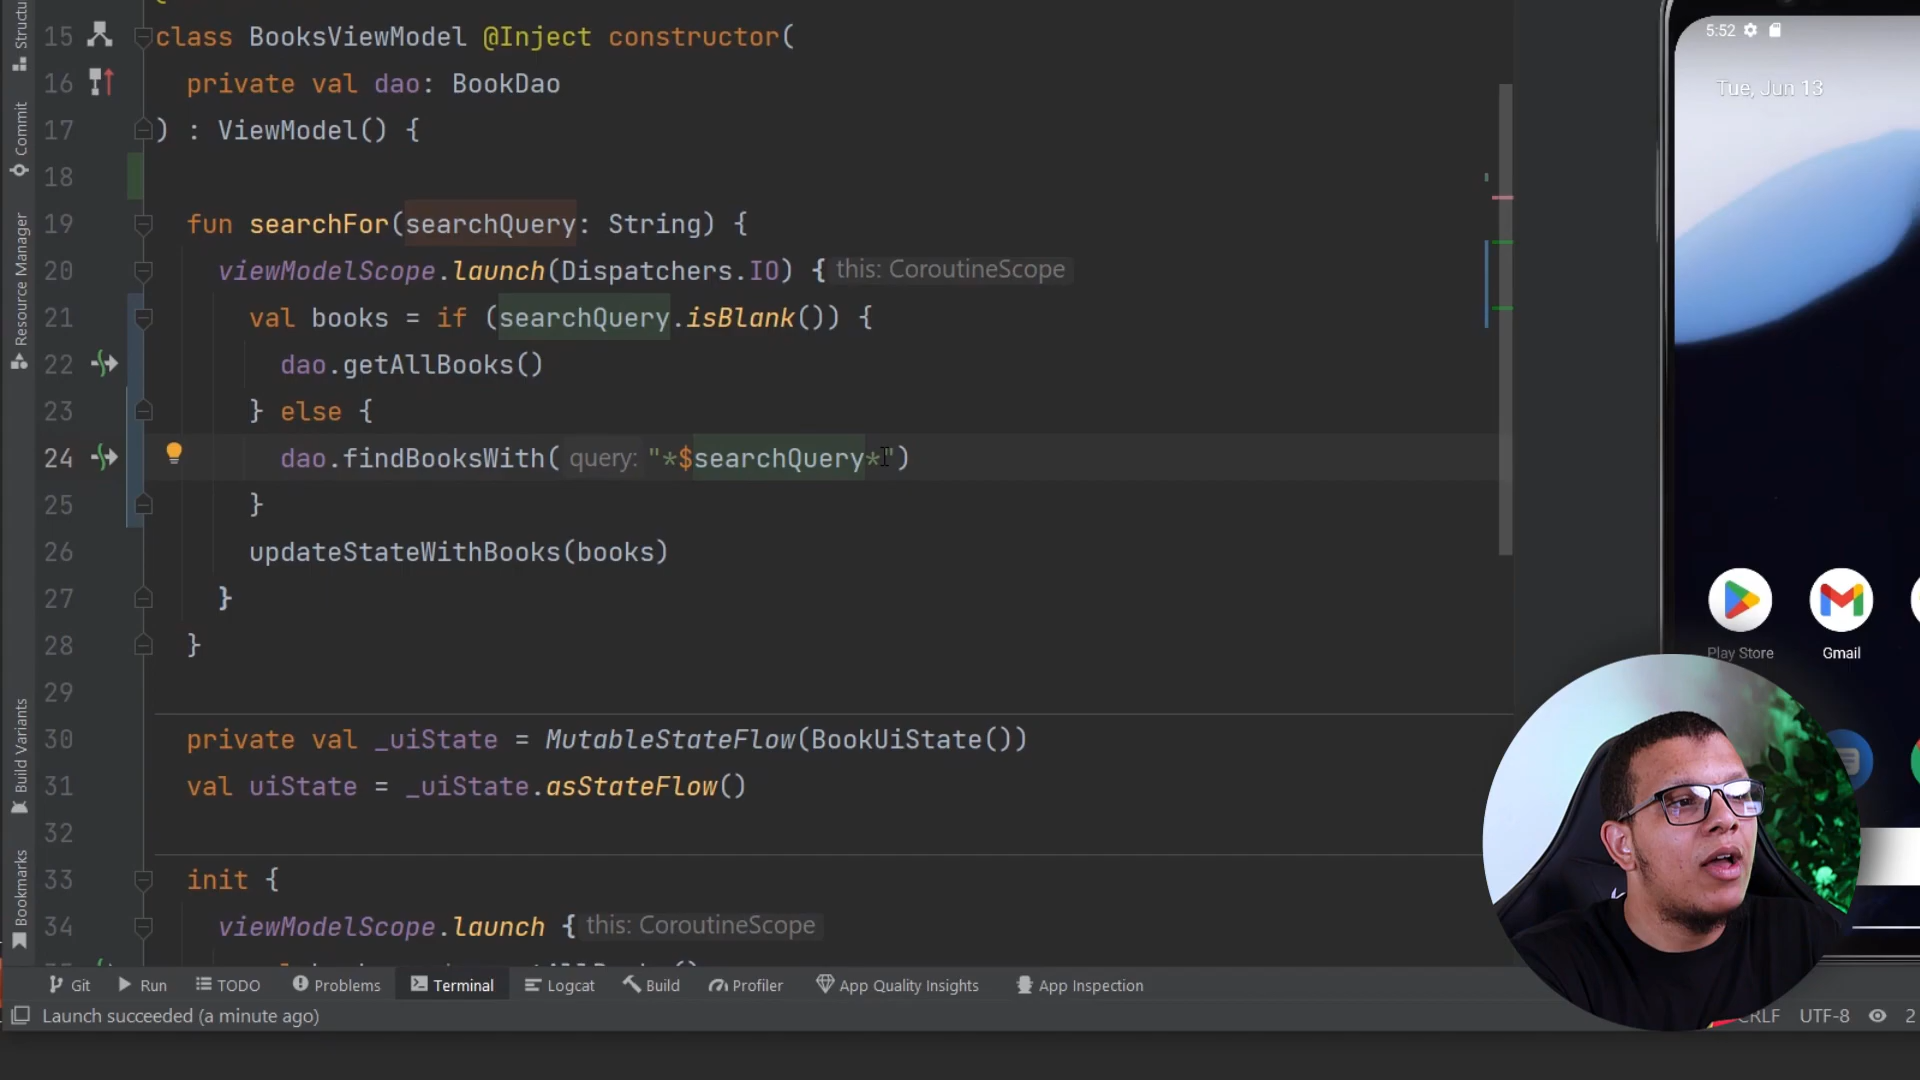 Structu
Commit
Resource Manager
Build Variants
Bookmarks
15 class BooksViewModel @Inject constructor(
16 private val dao: BookDao
17 ) : ViewModel() {
18
19 fun searchFor(searchQuery: String) {
20 viewModelScope.launch(Dispatchers.IO) { this: CoroutineScope
21 val books = if (searchQuery.isBlank()) {
22 dao.getAllBooks()
23 } else {
24 dao.findBooksWith( query: "*$searchQuery*")
25 }
26 updateStateWithBooks(books)
27 }
28 }
29
30 private val _uiState = MutableStateFlow(BookUiState())
31 val uiState = _uiState.asStateFlow()
32
33 init {
34 viewModelScope.launch { this: CoroutineScope
Git Run TODO Problems Terminal Logcat Build Profiler App Quality Insights App Inspection
Launch succeeded (a minute ago)
CRLF UTF-8 2
5:52
Tue, Jun 13
Play Store Gmail